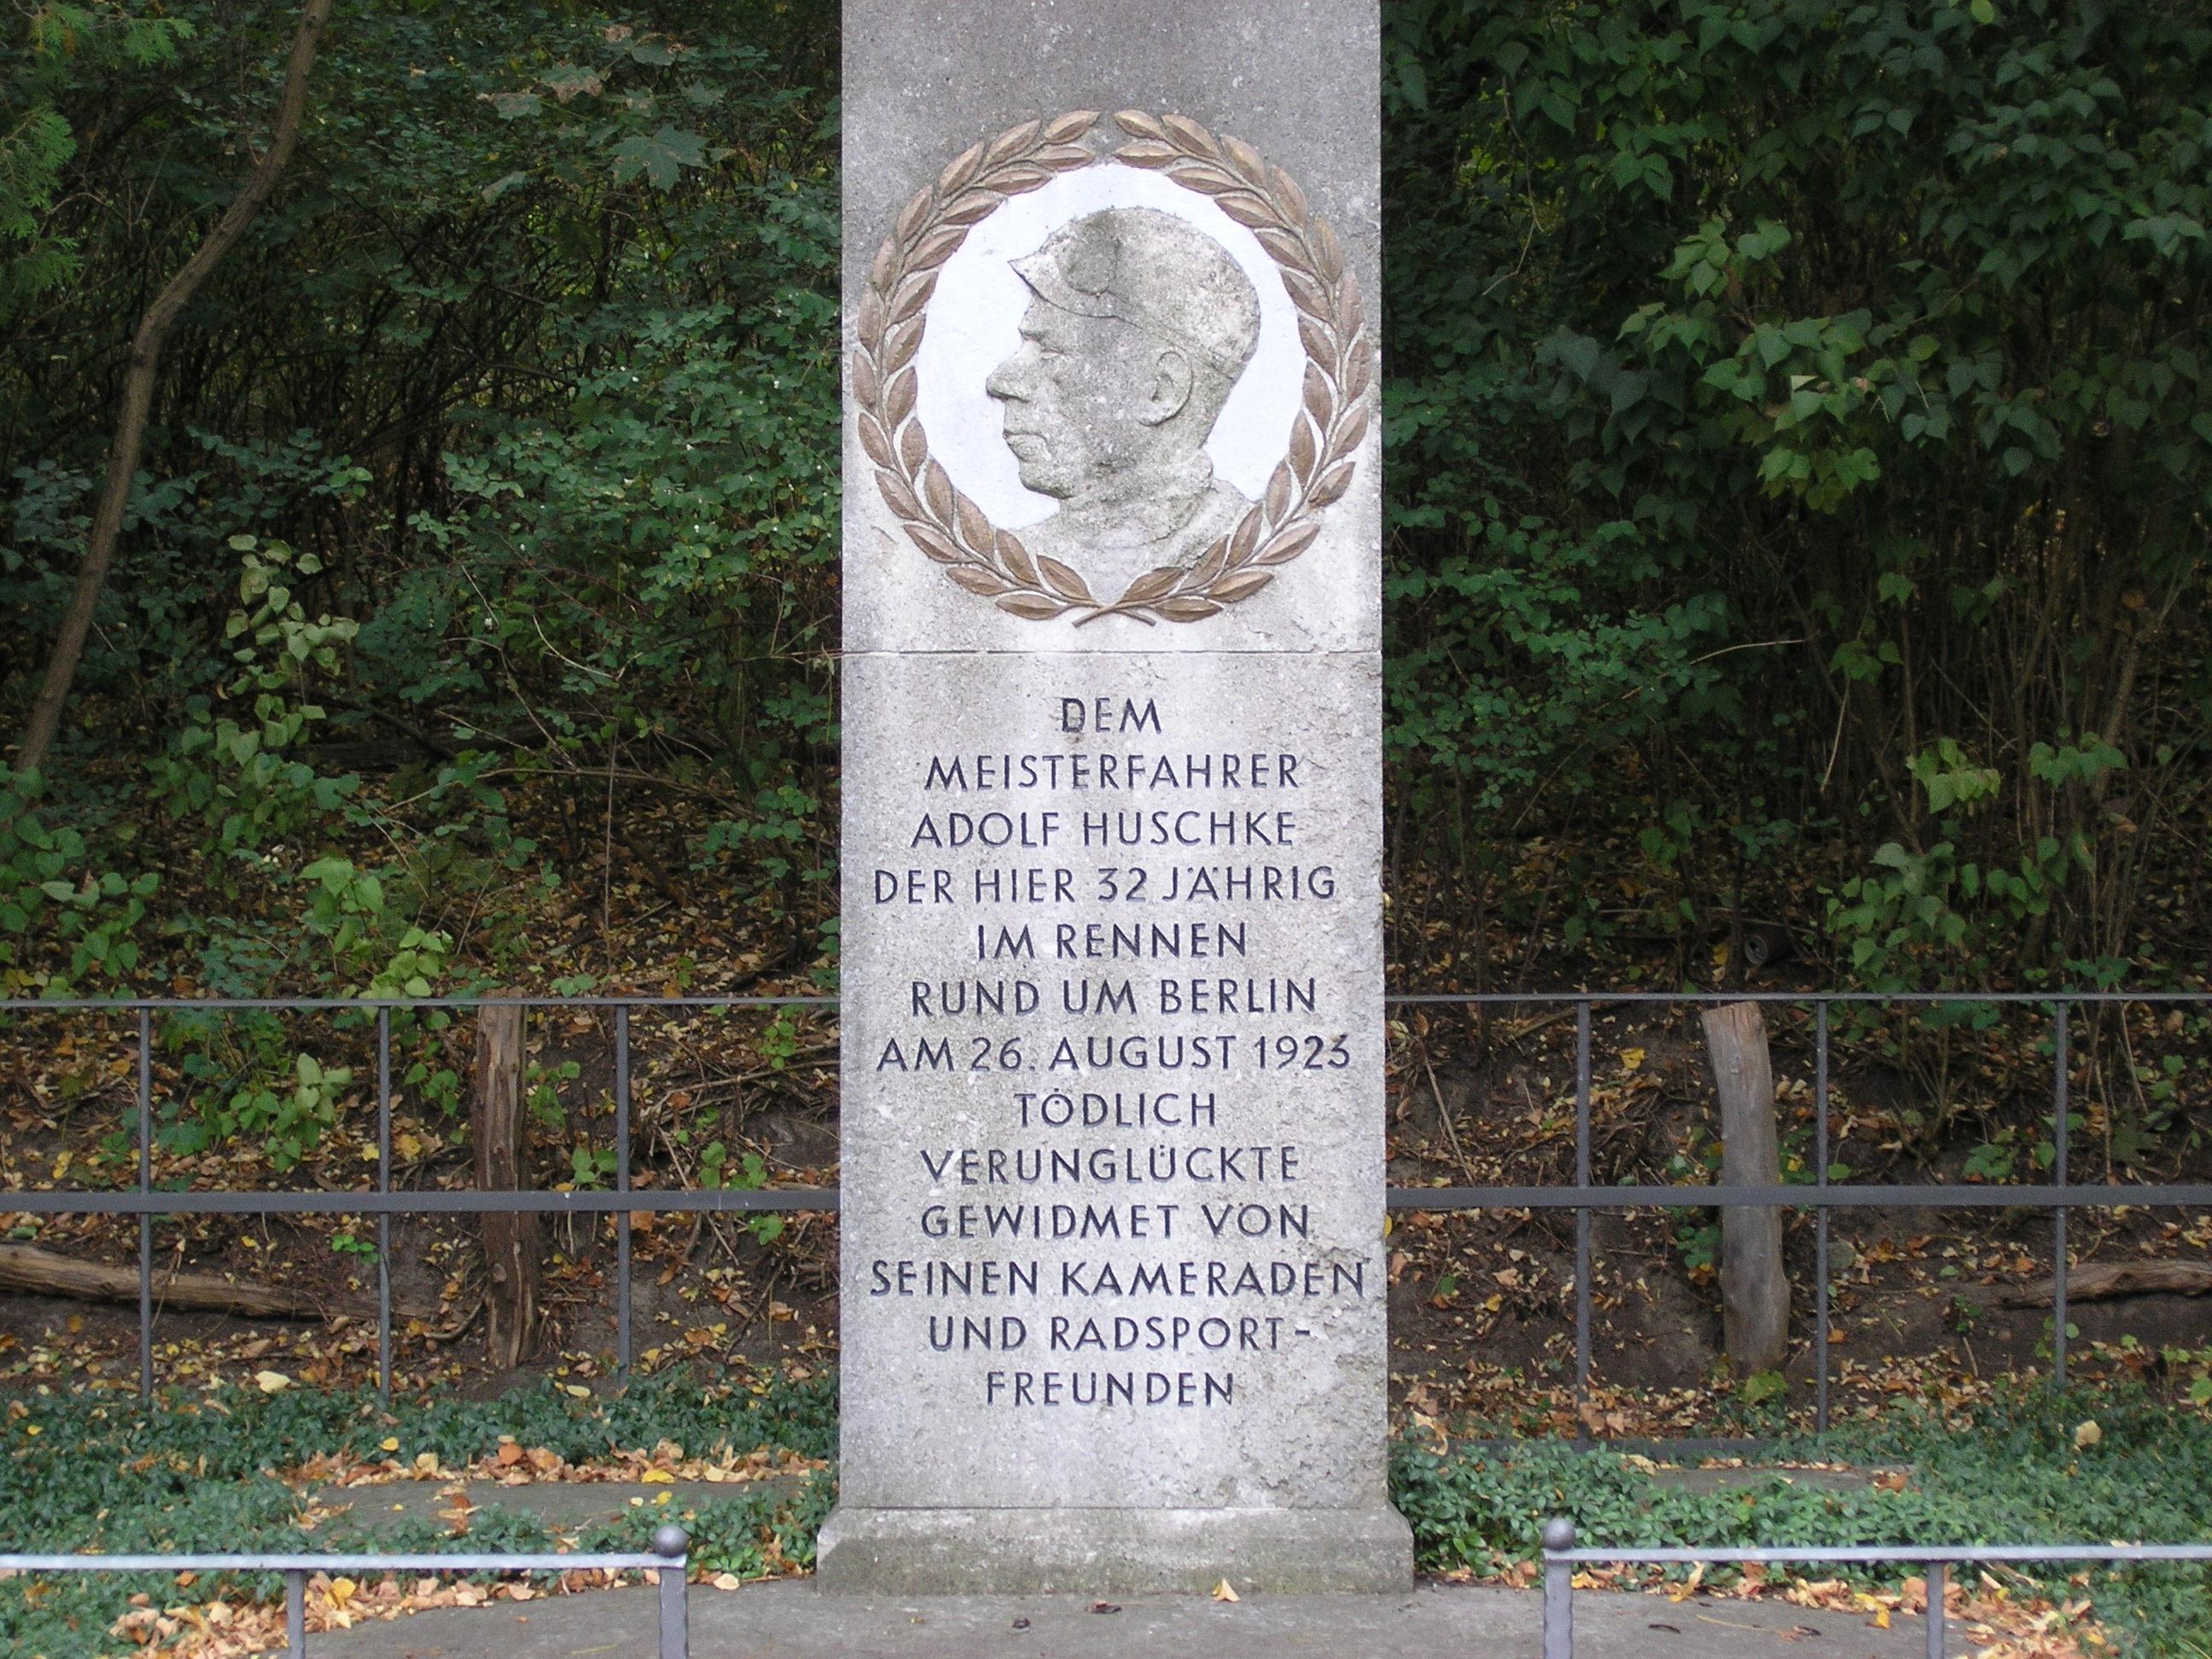 DEM
MEISTERFAHRER
ADOLF HUSCHKE
DER HIER 32 JÄHRIG
IM RENNEN
RUND UM BERLIN
AM 26. AUGUST 1923
TÖDLICH
VERUNGLÜCKTE
GEWIDMET VON
SEINEN KAMERADEN
UND RADSPORT-
FREUNDEN